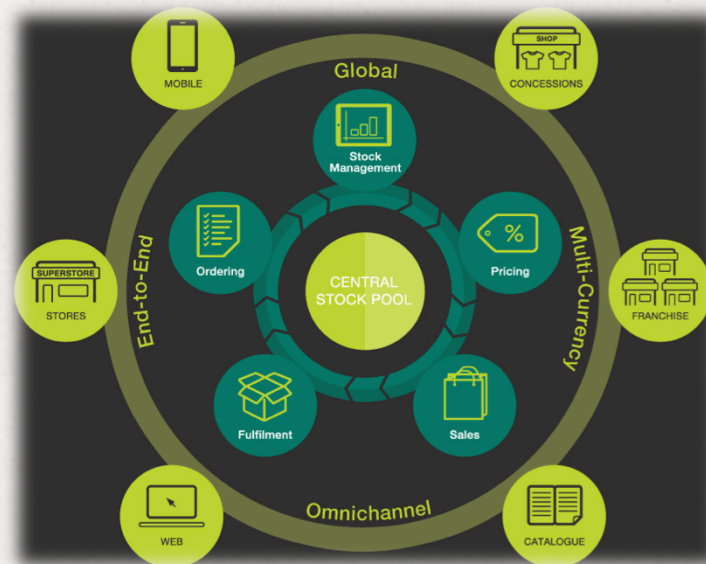 MOBILE
SHOP
CONCESSIONS
Global
Stock
Management
Ordering
%
Pricing
SUPERSTORE
STORES
End-to-End
CENTRAL
STOCK POOL
Multi-Currency
FRANCHISE
Fulfilment
Sales
Omnichannel
WEB
CATALOGUE